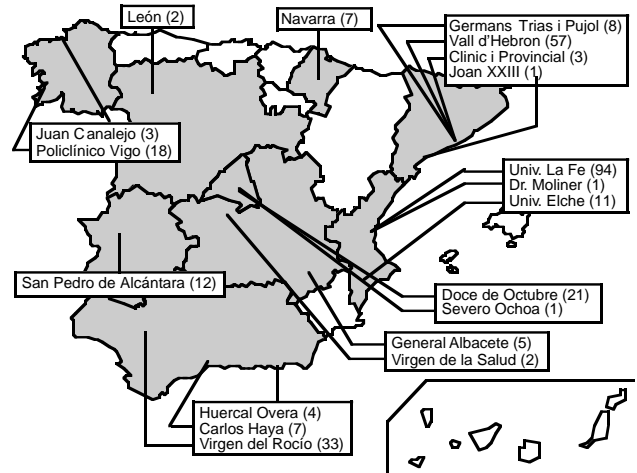 León (2)
Navarra (7)
Germans Trias i Pujol (8)
Vall d'Hebron (57)
Clinic i Provincial (3)
Joan XXIII (1)
Juan Canalejo (3)
Policlínico Vigo (18)
Univ. La Fe (94)
Dr. Moliner (1)
Univ. Elche (11)
San Pedro de Alcántara (12)
Doce de Octubre (21)
Severo Ochoa (1)
General Albacete (5)
Virgen de la Salud (2)
Huercal Overa (4)
Carlos Haya (7)
Virgen del Rocío (33)